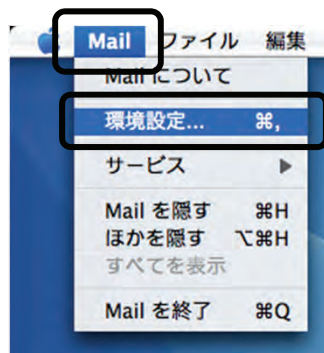 Mail ファイル 編集
Mail について
環境設定... ⌘,
サービス ▶
Mail を隠す ⌘H
ほかを隠す ⌥⌘H
すべてを表示
Mail を終了 ⌘Q